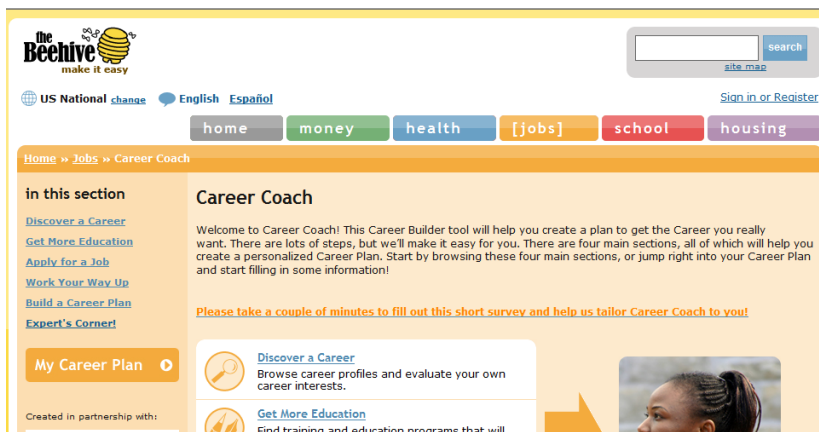 the
Beehive
make it easy
search
site map
US National change English Español
Sign in or Register
home money health [jobs] school housing
Home » Jobs » Career Coach
in this section
Discover a Career
Get More Education
Apply for a Job
Work Your Way Up
Build a Career Plan
Expert's Corner!
My Career Plan
Created in partnership with:
Career Coach
Welcome to Career Coach! This Career Builder tool will help you create a plan to get the Career you really
want. There are lots of steps, but we'll make it easy for you. There are four main sections, all of which will help you
create a personalized Career Plan. Start by browsing these four main sections, or jump right into your Career Plan
and start filling in some information!
Please take a couple of minutes to fill out this short survey and help us tailor Career Coach to you!
Discover a Career
Browse career profiles and evaluate your own
career interests.
Get More Education
Find training and education programs that will